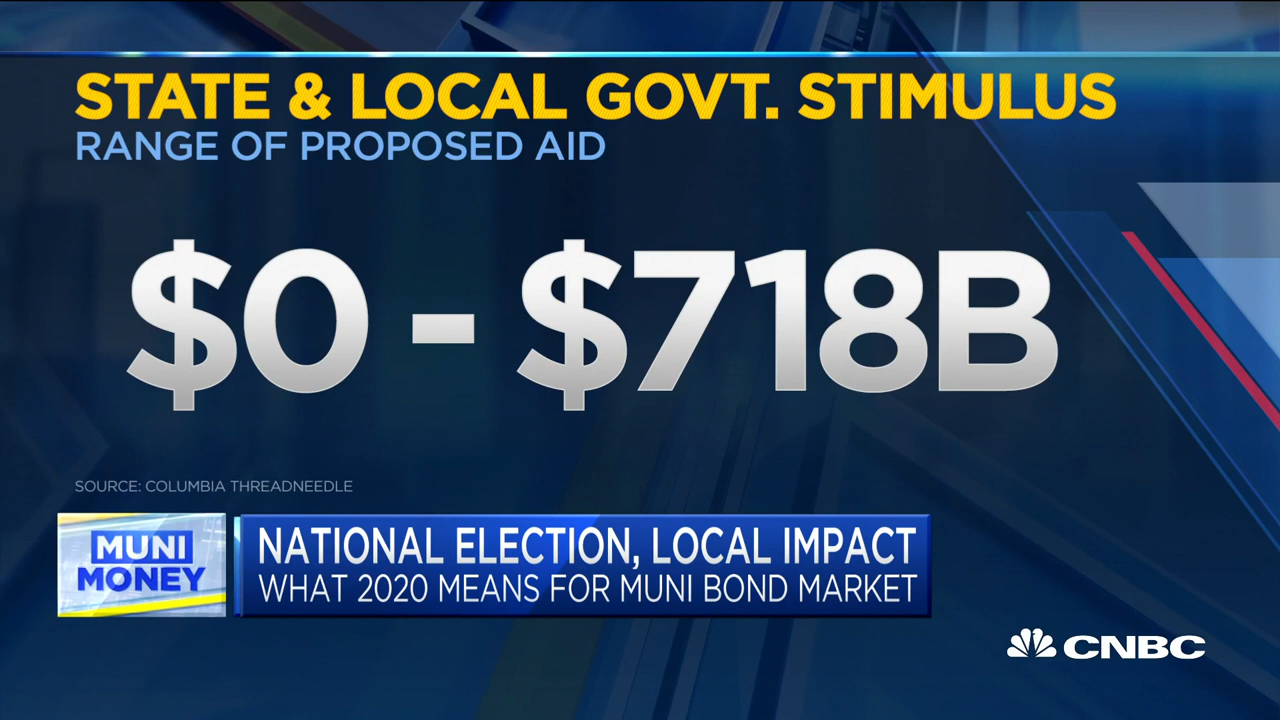 STATE & LOCAL GOVT. STIMULUS
RANGE OF PROPOSED AID
$0 - $718B
SOURCE: COLUMBIA THREADNEEDLE
MUNI
MONEY
NATIONAL ELECTION, LOCAL IMPACT
WHAT 2020 MEANS FOR MUNI BOND MARKET
CNBC